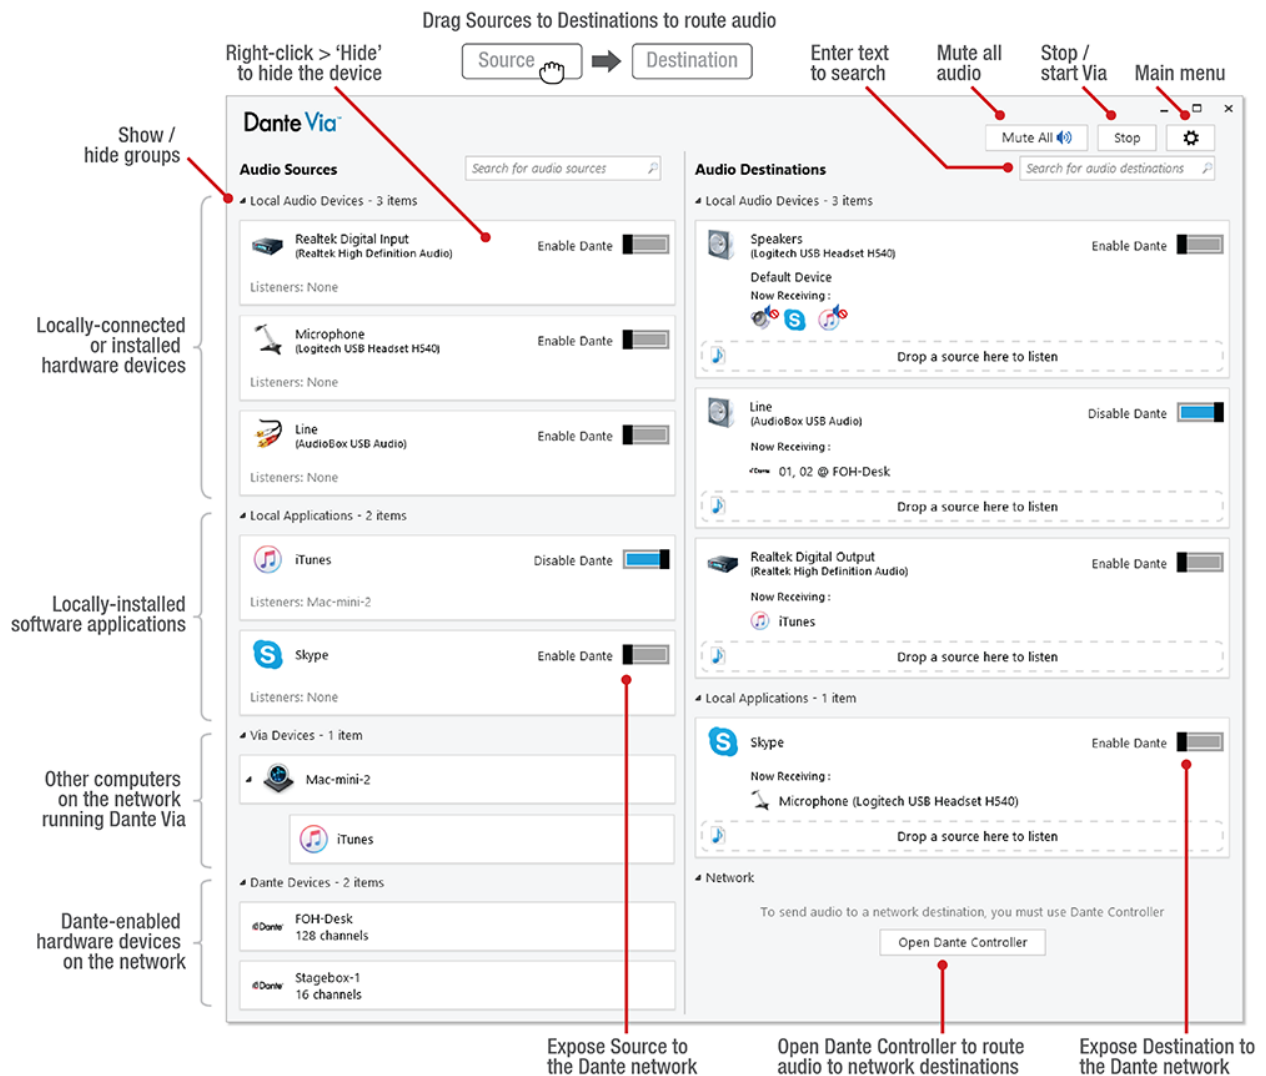 Drag Sources to Destinations to route audio
Right-click > ‘Hide’
to hide the device
Source
Destination
Enter text
to search
Mute all
audio
Stop /
start Via
Main menu
Show /
hide groups
Dante Via™
Mute All
Stop
Audio Sources
Search for audio sources
Local Audio Devices - 3 items
Realtek Digital Input
(Realtek High Definition Audio)
Enable Dante
Listeners: None
Microphone
(Logitech USB Headset H540)
Enable Dante
Listeners: None
Line
(AudioBox USB Audio)
Enable Dante
Listeners: None
Locally-connected
or installed
hardware devices
Local Applications - 2 items
iTunes
Disable Dante
Listeners: Mac-mini-2
Skype
Enable Dante
Listeners: None
Locally-installed
software applications
Via Devices - 1 item
Mac-mini-2
iTunes
Other computers
on the network
running Dante Via
Dante Devices - 2 items
Dante
FOH-Desk
128 channels
Dante
Stagebox-1
16 channels
Dante-enabled
hardware devices
on the network
Audio Destinations
Search for audio destinations
Local Audio Devices - 3 items
Speakers
(Logitech USB Headset H540)
Enable Dante
Default Device
Now Receiving :
Drop a source here to listen
Line
(AudioBox USB Audio)
Disable Dante
Now Receiving :
Dante 01, 02 @ FOH-Desk
Drop a source here to listen
Realtek Digital Output
(Realtek High Definition Audio)
Enable Dante
Now Receiving :
iTunes
Drop a source here to listen
Local Applications - 1 item
Skype
Enable Dante
Now Receiving :
Microphone (Logitech USB Headset H540)
Drop a source here to listen
Network
To send audio to a network destination, you must use Dante Controller
Open Dante Controller
Expose Source to
the Dante network
Open Dante Controller to route
audio to network destinations
Expose Destination to
the Dante network